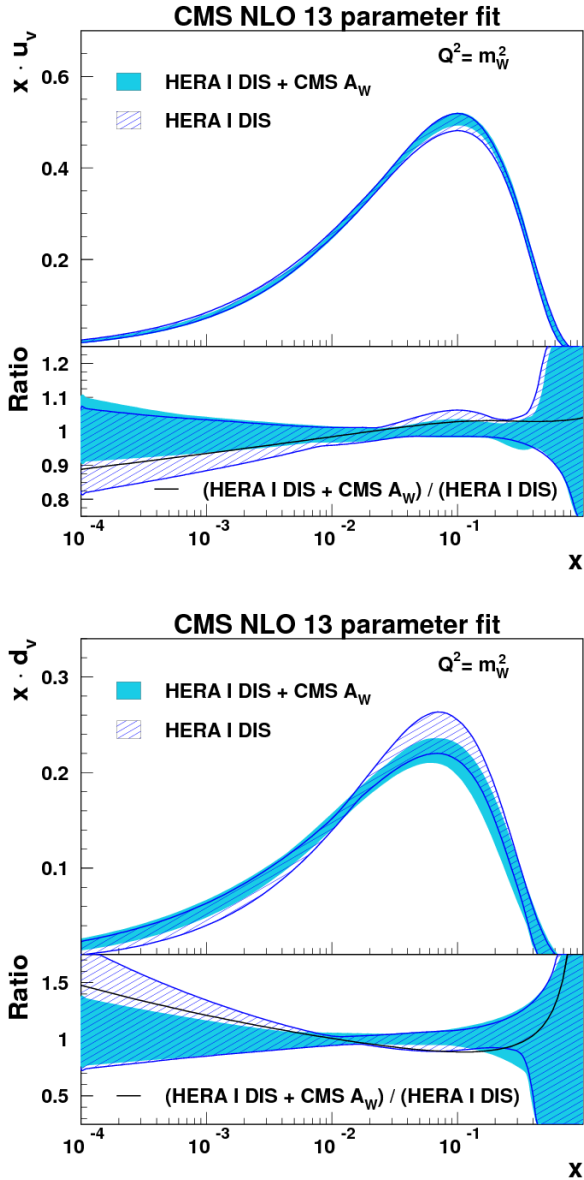 CMS NLO 13 parameter fit
x · u_v
Q² = m_W²
HERA I DIS + CMS A_W
HERA I DIS
0.6
0.4
0.2
Ratio
1.2
1.1
1
0.9
0.8
(HERA I DIS + CMS A_W) / (HERA I DIS)
10⁻⁴ 10⁻³ 10⁻² 10⁻¹
x
CMS NLO 13 parameter fit
x · d_v
Q² = m_W²
HERA I DIS + CMS A_W
HERA I DIS
0.3
0.2
0.1
Ratio
1.5
1
0.5
(HERA I DIS + CMS A_W) / (HERA I DIS)
10⁻⁴ 10⁻³ 10⁻² 10⁻¹
x